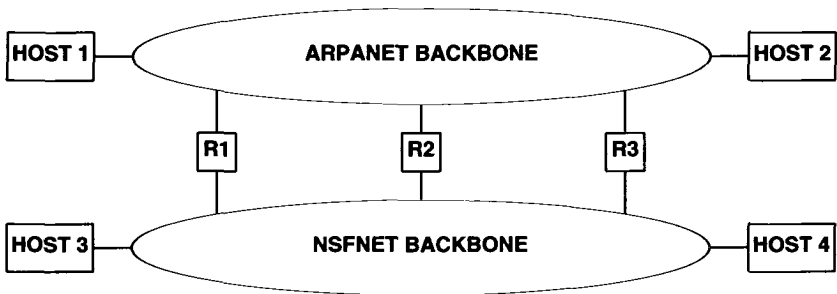 HOST 1
ARPANET BACKBONE
HOST 2
R1
R2
R3
HOST 3
NSFNET BACKBONE
HOST 4